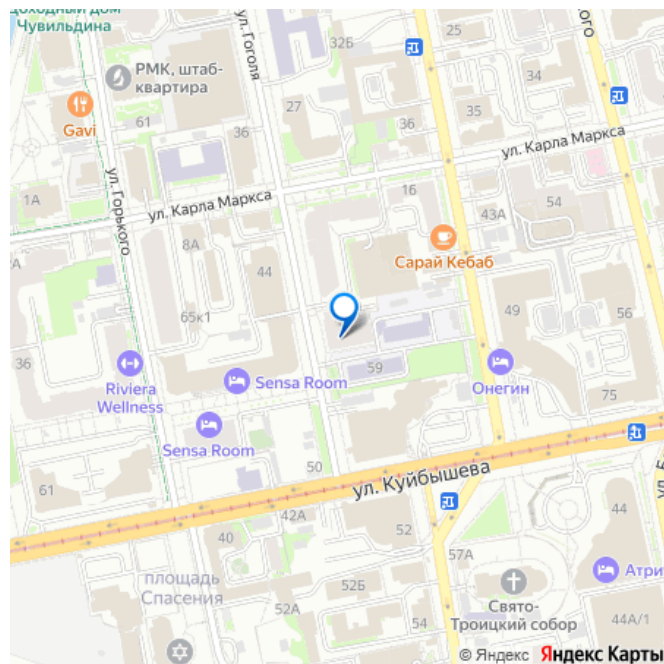 доходный дом
Чувильдина
РМК, штаб-
квартира
Gavi
61
ул. Гоголя
32Б
25
34
35
27
36
36
1А
ул. Горького
ул. Карла Маркса
ул. Карла Маркса
16
43А
54
8А
44
Сарай Кебаб
65к1
49
56
36
Riviera
Wellness
Sensa Room
59
Онегин
75
Sensa Room
50
ул. Куйбышева
61
42А
40
52
44
57А
площадь
Спасения
52Б
52А
Свято-
Троицкий собор
44А/1
© Яндекс Яндекс Карты